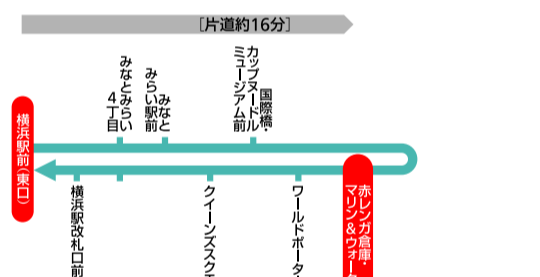 [片道約16分]
みなとみらい
4丁目
みなと
みらい駅前
国際橋・
カップヌードル
ミュージアム前
横浜駅前(東口)
横浜駅改札口前
クイーンズスクエ
ワールドポータ
赤レンガ倉庫・
マリン&ウォーク